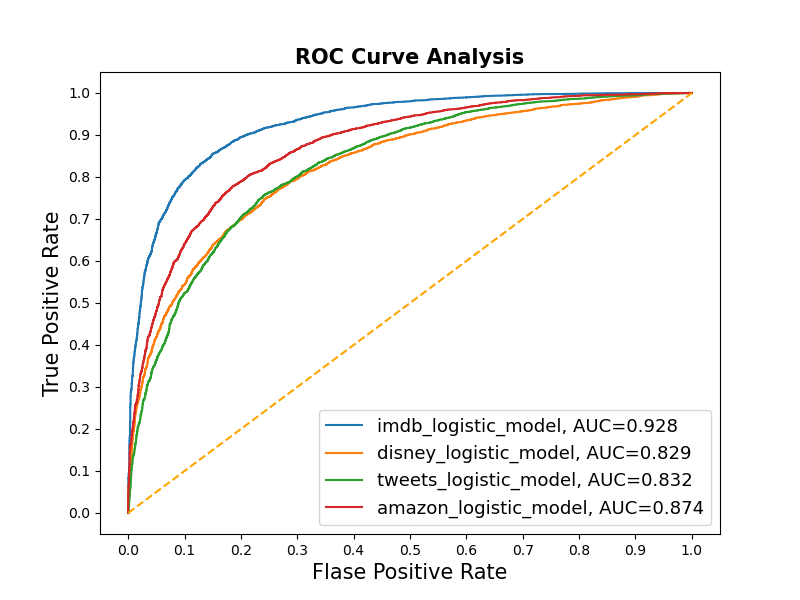 ROC Curve Analysis
True Positive Rate
1.0
0.9
0.8
0.7
0.6
0.5
0.4
0.3
0.2
0.1
0.0
imdb_logistic_model, AUC=0.928
disney_logistic_model, AUC=0.829
tweets_logistic_model, AUC=0.832
amazon_logistic_model, AUC=0.874
0.0 0.1 0.2 0.3 0.4 0.5 0.6 0.7 0.8 0.9 1.0
Flase Positive Rate